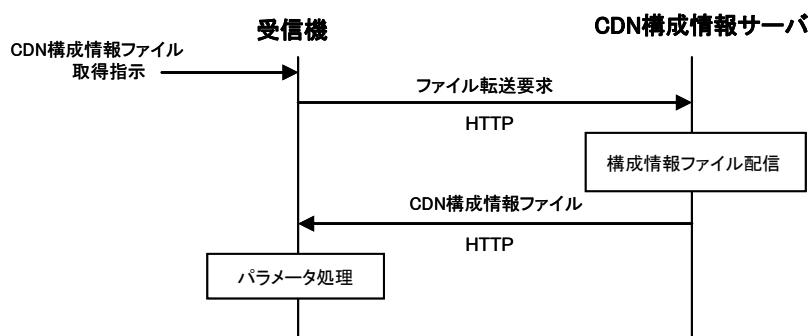 受信機
CDN構成情報サーバ
CDN構成情報ファイル
取得指示
ファイル転送要求
HTTP
構成情報ファイル配信
CDN構成情報ファイル
HTTP
パラメータ処理